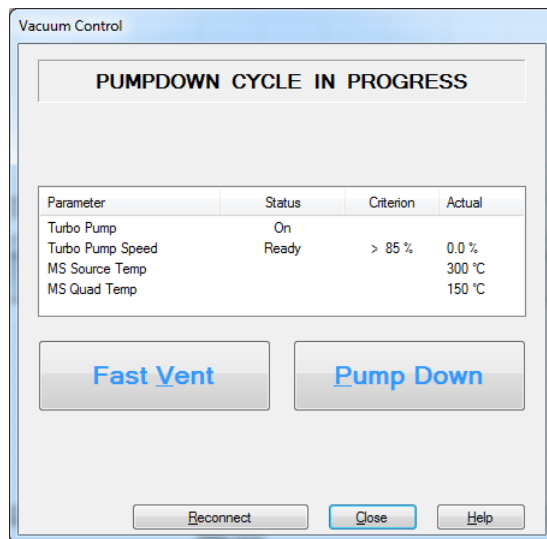 Vacuum Control
PUMPDOWN CYCLE IN PROGRESS
Parameter Status Criterion Actual
Turbo Pump On
Turbo Pump Speed Ready > 85 % 0.0 %
MS Source Temp 300 °C
MS Quad Temp 150 °C
Fast Vent Pump Down
Reconnect Close Help